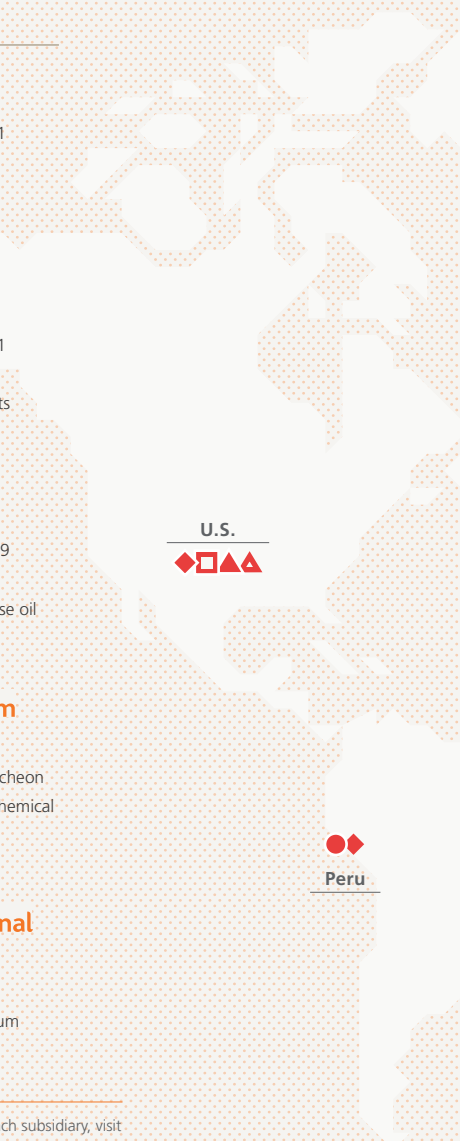 1
1
ts
U.S.
9
se oil
m
cheon
hemical
Peru
nal
um
ch subsidiary, visit